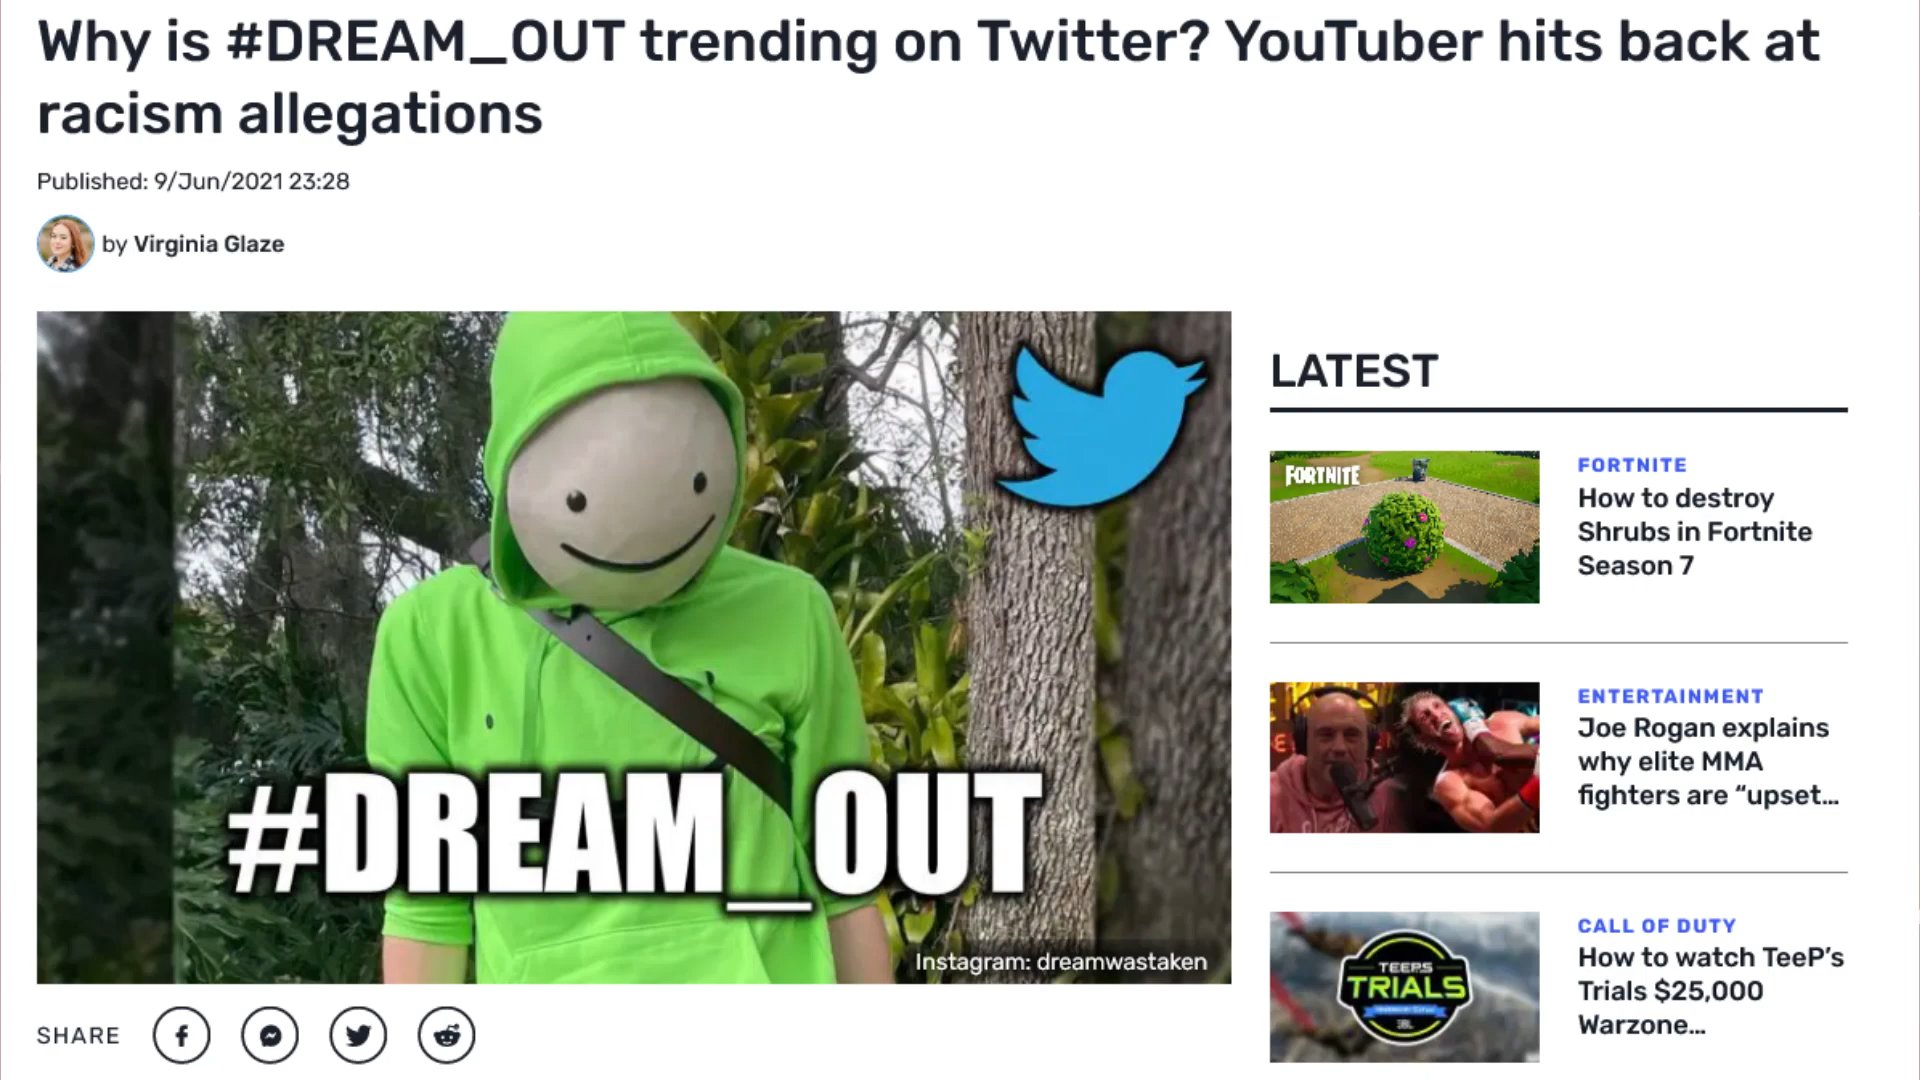 Why is #DREAM_OUT trending on Twitter? YouTuber hits back at
racism allegations
Published: 9/Jun/2021 23:28
by Virginia Glaze
#DREAM_OUT
Instagram: dreamwastaken
SHARE
LATEST
FORTNITE
FORTNITE
How to destroy
Shrubs in Fortnite
Season 7
ENTERTAINMENT
Joe Rogan explains
why elite MMA
fighters are “upset...
TEEP.S
TRIALS
CALL OF DUTY
How to watch TeeP’s
Trials $25,000
Warzone...